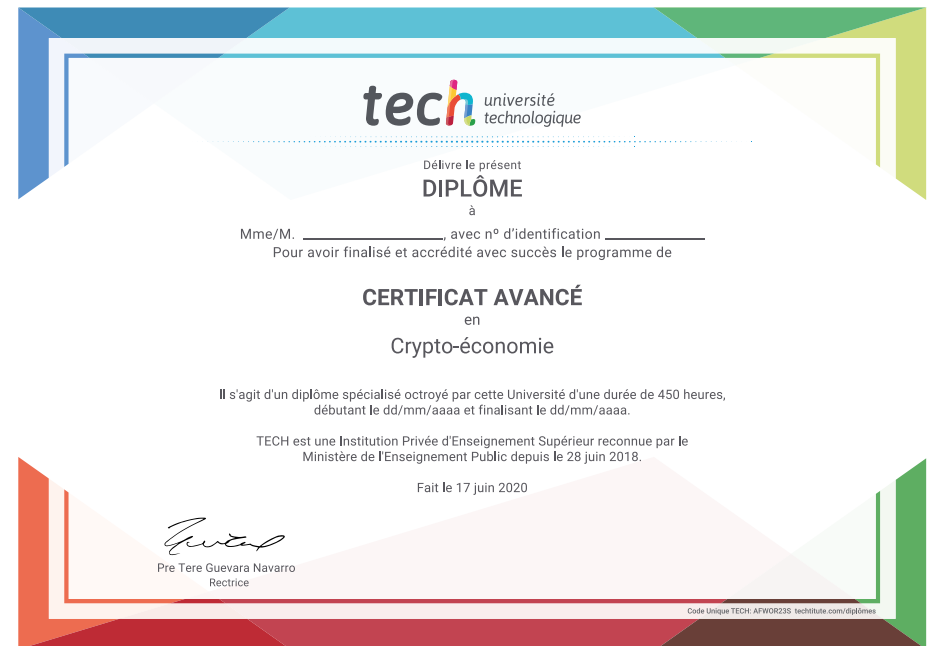 tech université
technologique
Délivre le présent
DIPLÔME
à
Mme/M. ____________________, avec nº d'identification ______________
Pour avoir finalisé et accrédité avec succès le programme de
CERTIFICAT AVANCÉ
en
Crypto-économie
Il s'agit d'un diplôme spécialisé octroyé par cette Université d'une durée de 450 heures,
débutant le dd/mm/aaaa et finalisant le dd/mm/aaaa.
TECH est une Institution Privée d'Enseignement Supérieur reconnue par le
Ministère de l'Enseignement Public depuis le 28 juin 2018.
Fait le 17 juin 2020
Pre Tere Guevara Navarro
Rectrice
Code Unique TECH: AFWOR23S techtitute.com/diplômes